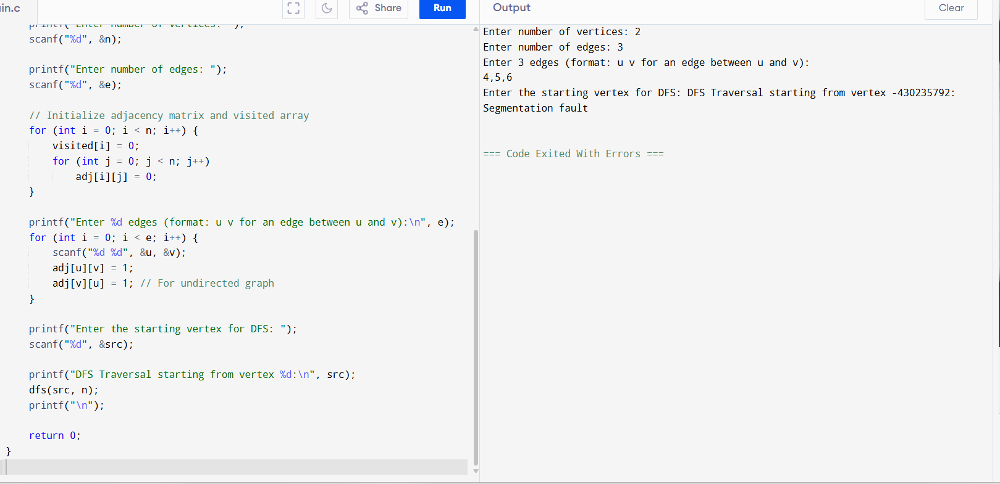 in.c
Share
Run
Output
Clear
printf("Enter number of vertices: ");
scanf("%d", &n);
printf("Enter number of edges: ");
scanf("%d", &e);
// Initialize adjacency matrix and visited array
for (int i = 0; i < n; i++) {
visited[i] = 0;
for (int j = 0; j < n; j++)
adj[i][j] = 0;
}
printf("Enter %d edges (format: u v for an edge between u and v):\n", e);
for (int i = 0; i < e; i++) {
scanf("%d %d", &u, &v);
adj[u][v] = 1;
adj[v][u] = 1; // For undirected graph
}
printf("Enter the starting vertex for DFS: ");
scanf("%d", &src);
printf("DFS Traversal starting from vertex %d:\n", src);
dfs(src, n);
printf("\n");
return 0;
}
Enter number of vertices: 2
Enter number of edges: 3
Enter 3 edges (format: u v for an edge between u and v):
4,5,6
Enter the starting vertex for DFS: DFS Traversal starting from vertex -430235792:
Segmentation fault
=== Code Exited With Errors ===